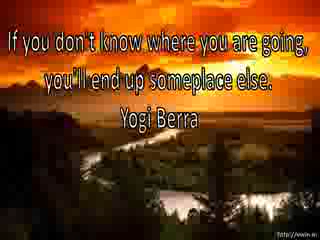 If you don't know where you are going,
you'll end up someplace else.
Yogi Berra